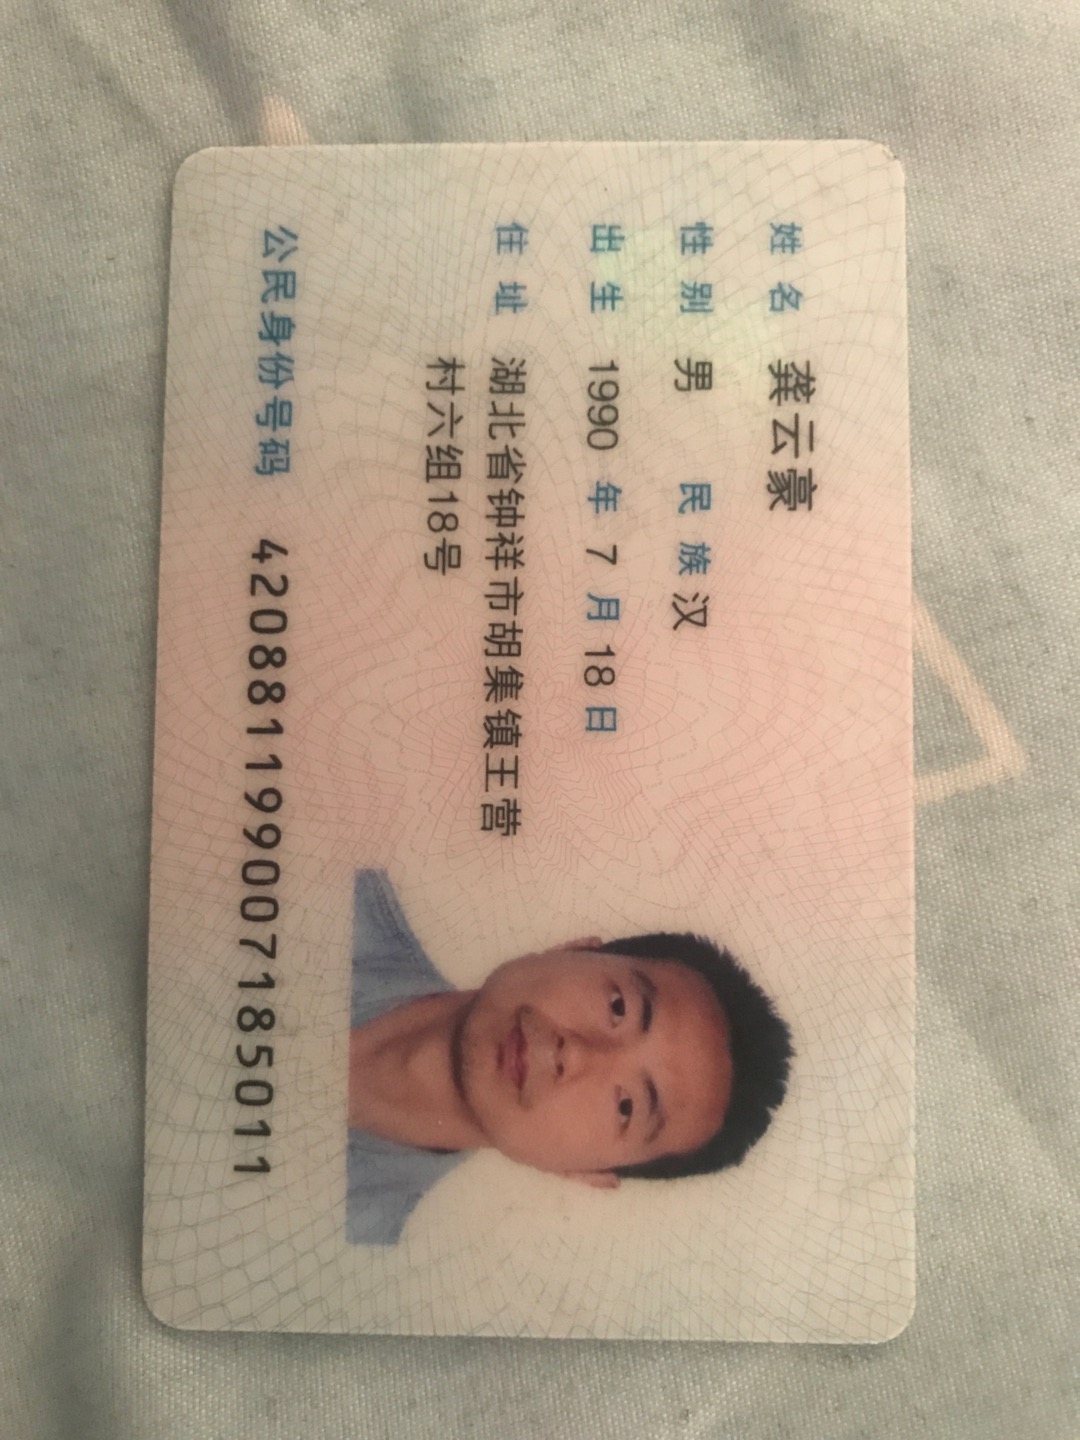 姓名 龚云豪
性别 男 民族 汉
出生 1990 年 7 月 18 日
住址 湖北省钟祥市胡集镇王营
村六组18号
公民身份号码 420881199007185011